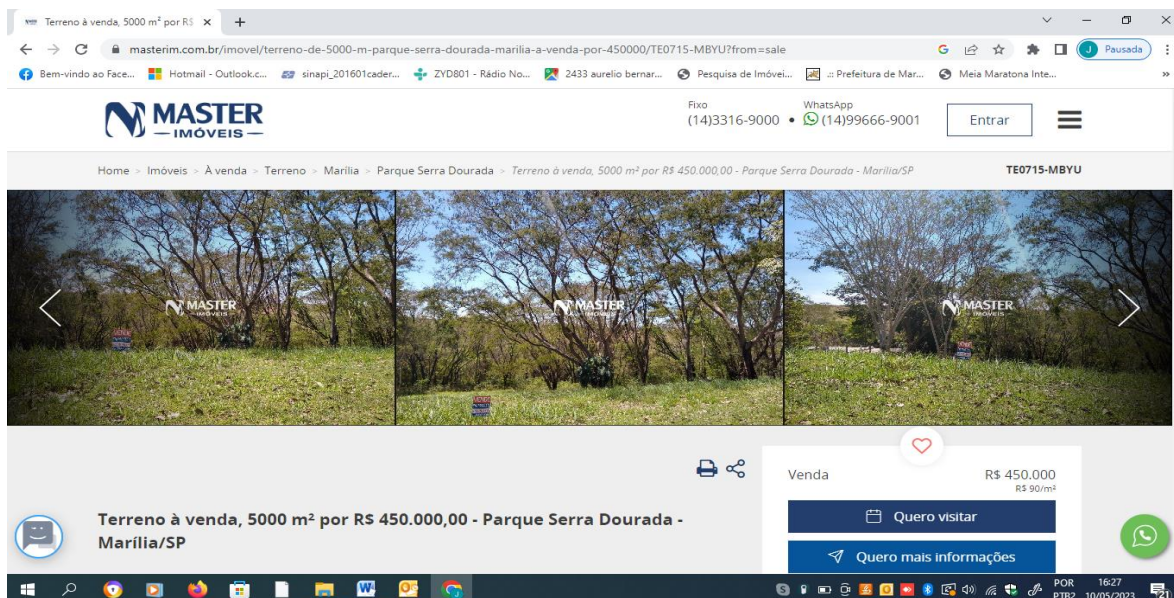 Terreno à venda, 5000 m² por R$
masterim.com.br/imovel/terreno-de-5000-m-parque-serra-dourada-marilia-a-venda-por-450000/TE0715-MBYU?from=sale
Pausada
Bem-vindo ao Face...
Hotmail - Outlook.c...
sinapi_201601cader...
ZYD801 - Rádio No...
2433 aurelio bernar...
Pesquisa de Imóvei...
.:: Prefeitura de Mar...
Meia Maratona Inte...
MASTER
IMÓVEIS
Fixo
(14)3316-9000
WhatsApp
(14)99666-9001
Entrar
Home > Imóveis > À venda > Terreno > Marília > Parque Serra Dourada > Terreno à venda, 5000 m² por R$ 450.000,00 - Parque Serra Dourada - Marília/SP
TE0715-MBYU
MASTER
IMÓVEIS
MASTER
IMÓVEIS
MASTER
IMÓVEIS
Venda
R$ 450.000
R$ 90/m²
Terreno à venda, 5000 m² por R$ 450.000,00 - Parque Serra Dourada -
Marília/SP
Quero visitar
Quero mais informações
POR
PTB2
16:27
10/05/2023